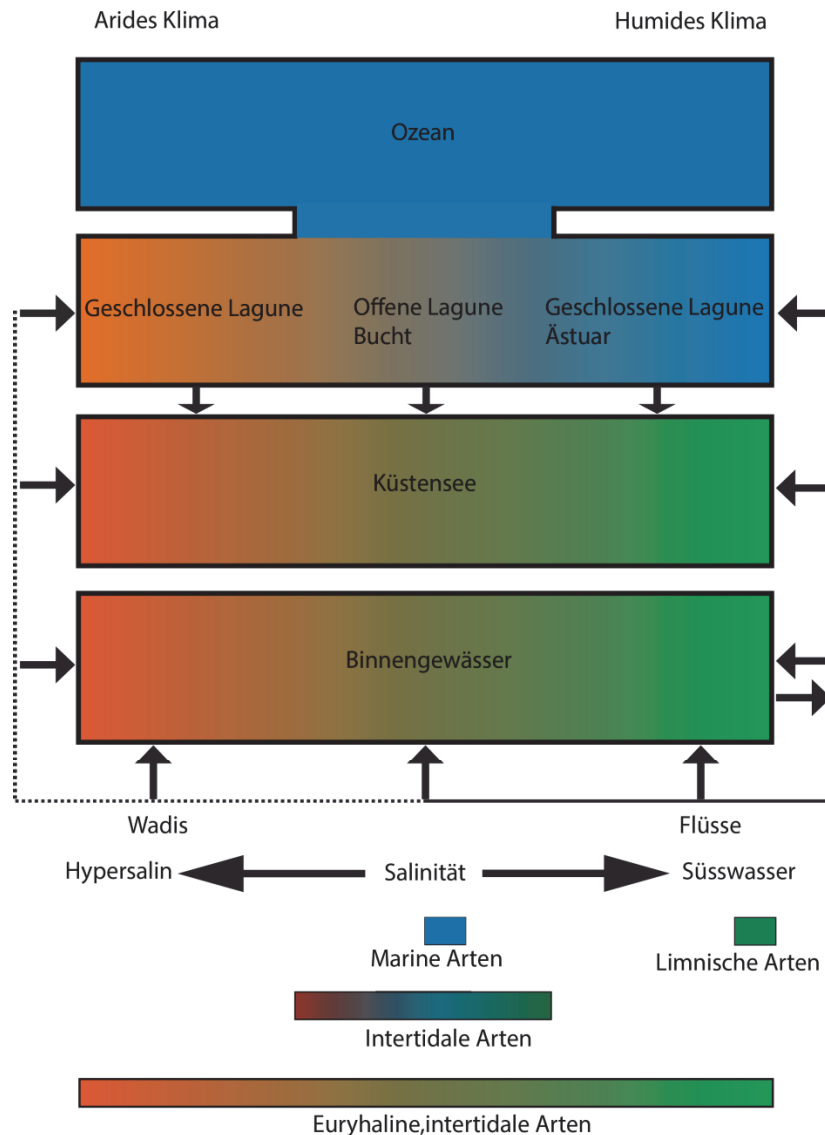 Arides Klima
Humides Klima
Ozean
Geschlossene Lagune
Offene Lagune
Bucht
Geschlossene Lagune
Ästuar
Küstensee
Binnengewässer
Wadis
Flüsse
Hypersalin
Salinität
Süsswasser
Marine Arten
Limnische Arten
Intertidale Arten
Euryhaline,intertidale Arten